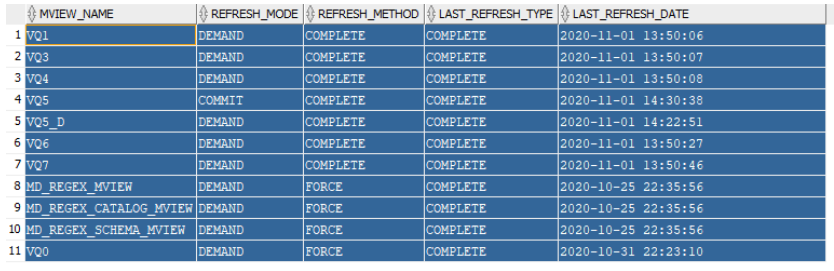 MVIEW_NAME REFRESH_MODE REFRESH_METHOD LAST_REFRESH_TYPE LAST_REFRESH_DATE
1 VQ1 DEMAND COMPLETE COMPLETE 2020-11-01 13:50:06
2 VQ3 DEMAND COMPLETE COMPLETE 2020-11-01 13:50:07
3 VQ4 DEMAND COMPLETE COMPLETE 2020-11-01 13:50:08
4 VQ5 COMMIT COMPLETE COMPLETE 2020-11-01 14:30:38
5 VQ5_D DEMAND COMPLETE COMPLETE 2020-11-01 14:22:51
6 VQ6 DEMAND COMPLETE COMPLETE 2020-11-01 13:50:27
7 VQ7 DEMAND COMPLETE COMPLETE 2020-11-01 13:50:46
8 MD_REGEX_MVIEW DEMAND FORCE COMPLETE 2020-10-25 22:35:56
9 MD_REGEX_CATALOG_MVIEW DEMAND FORCE COMPLETE 2020-10-25 22:35:56
10 MD_REGEX_SCHEMA_MVIEW DEMAND FORCE COMPLETE 2020-10-25 22:35:56
11 VQ0 DEMAND FORCE COMPLETE 2020-10-31 22:23:10